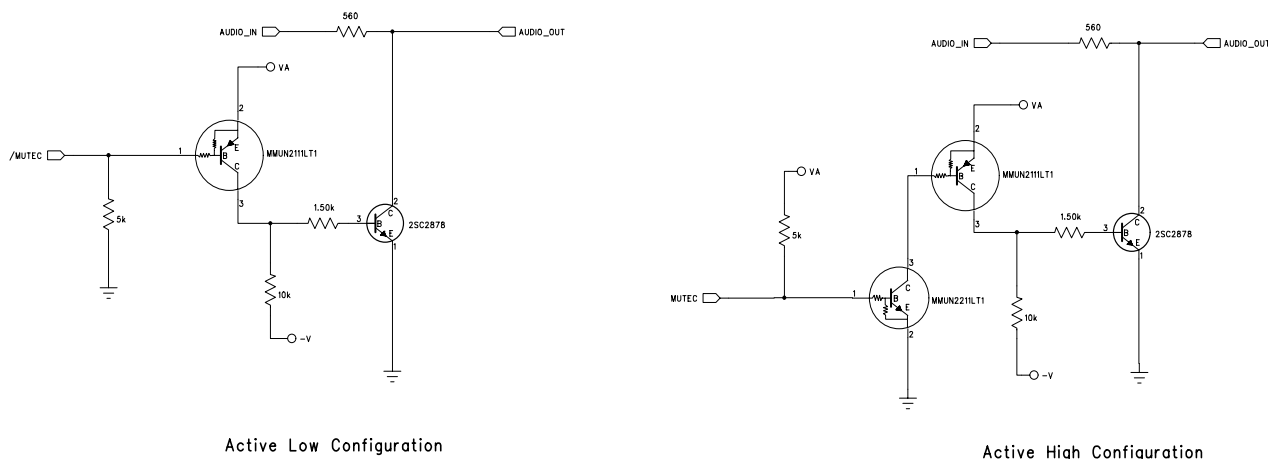 560
AUDIO_IN
AUDIO_OUT
VA
2
E
/MUTEC
1
B
MMUN2111LT1
C
3
5k
1.50k
3
B
2
C
E
1
2SC2878
10k
-V
Active Low Configuration
560
AUDIO_IN
AUDIO_OUT
VA
2
E
1
B
MMUN2111LT1
C
3
VA
5k
1.50k
3
B
2
C
E
1
2SC2878
3
C
MUTEC
1
B
MMUN2211LT1
E
2
10k
-V
Active High Configuration